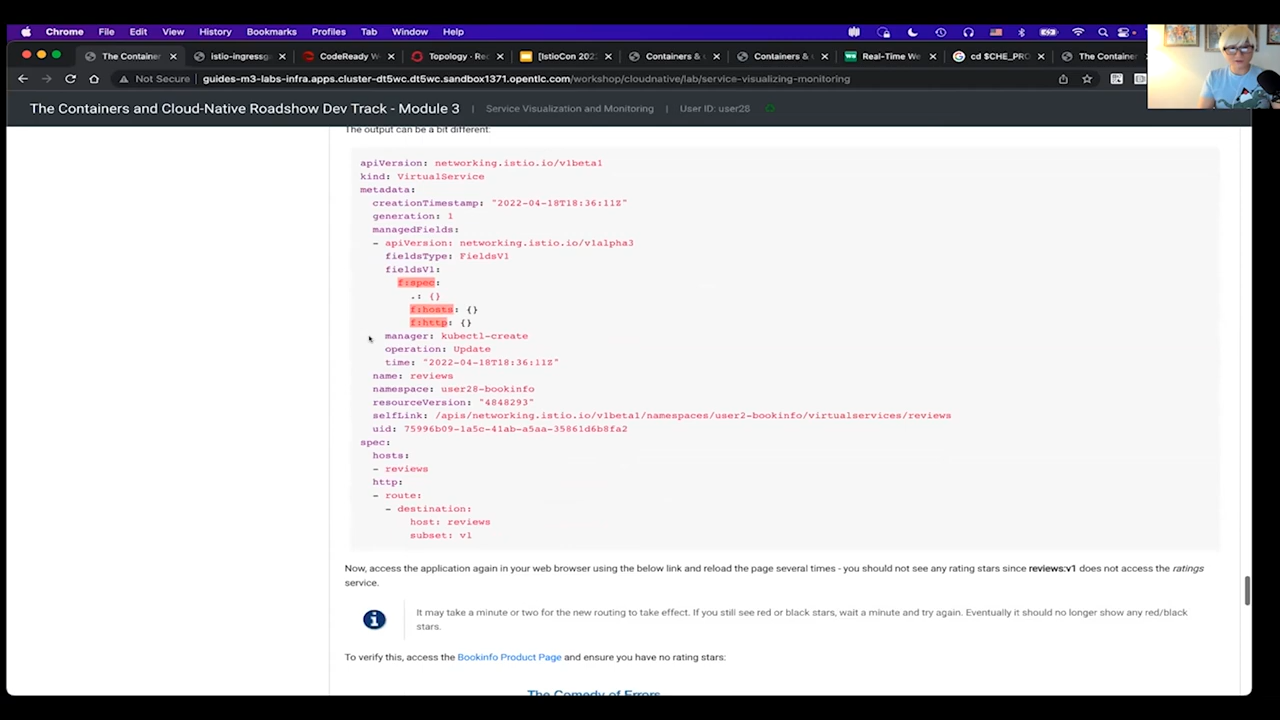 Chrome File Edit View History Bookmarks Profiles Tab Window Help
The Container istio-ingressga CodeReady W Topology - Red [IstioCon 202 Containers & Containers & Real-Time We cd $CHE_PRO The Containe
Not Secure guides-m3-labs-infra.apps.cluster-dt5wc.dt5wc.sandbox1371.opentlc.com/workshop/cloudnative/lab/service-visualizing-monitoring
The Containers and Cloud-Native Roadshow Dev Track - Module 3 | Service Visualization and Monitoring | User ID: user28
The output can be a bit different:
apiVersion: networking.istio.io/v1beta1
kind: VirtualService
metadata:
creationTimestamp: "2022-04-18T18:36:11Z"
generation: 1
managedFields:
- apiVersion: networking.istio.io/v1alpha3
fieldsType: FieldsV1
fieldsV1:
f:spec:
.: {}
f:hosts: {}
f:http: {}
manager: kubectl-create
operation: Update
time: "2022-04-18T18:36:11Z"
name: reviews
namespace: user28-bookinfo
resourceVersion: "4848293"
selfLink: /apis/networking.istio.io/v1beta1/namespaces/user2-bookinfo/virtualservices/reviews
uid: 75996b09-1a5c-41ab-a5aa-35861d6b8fa2
spec:
hosts:
- reviews
http:
- route:
- destination:
host: reviews
subset: v1
Now, access the application again in your web browser using the below link and reload the page several times - you should not see any rating stars since reviews:v1 does not access the ratings
service.
It may take a minute or two for the new routing to take effect. If you still see red or black stars, wait a minute and try again. Eventually it should no longer show any red/black
stars.
To verify this, access the Bookinfo Product Page and ensure you have no rating stars:
The Comedy of Errors